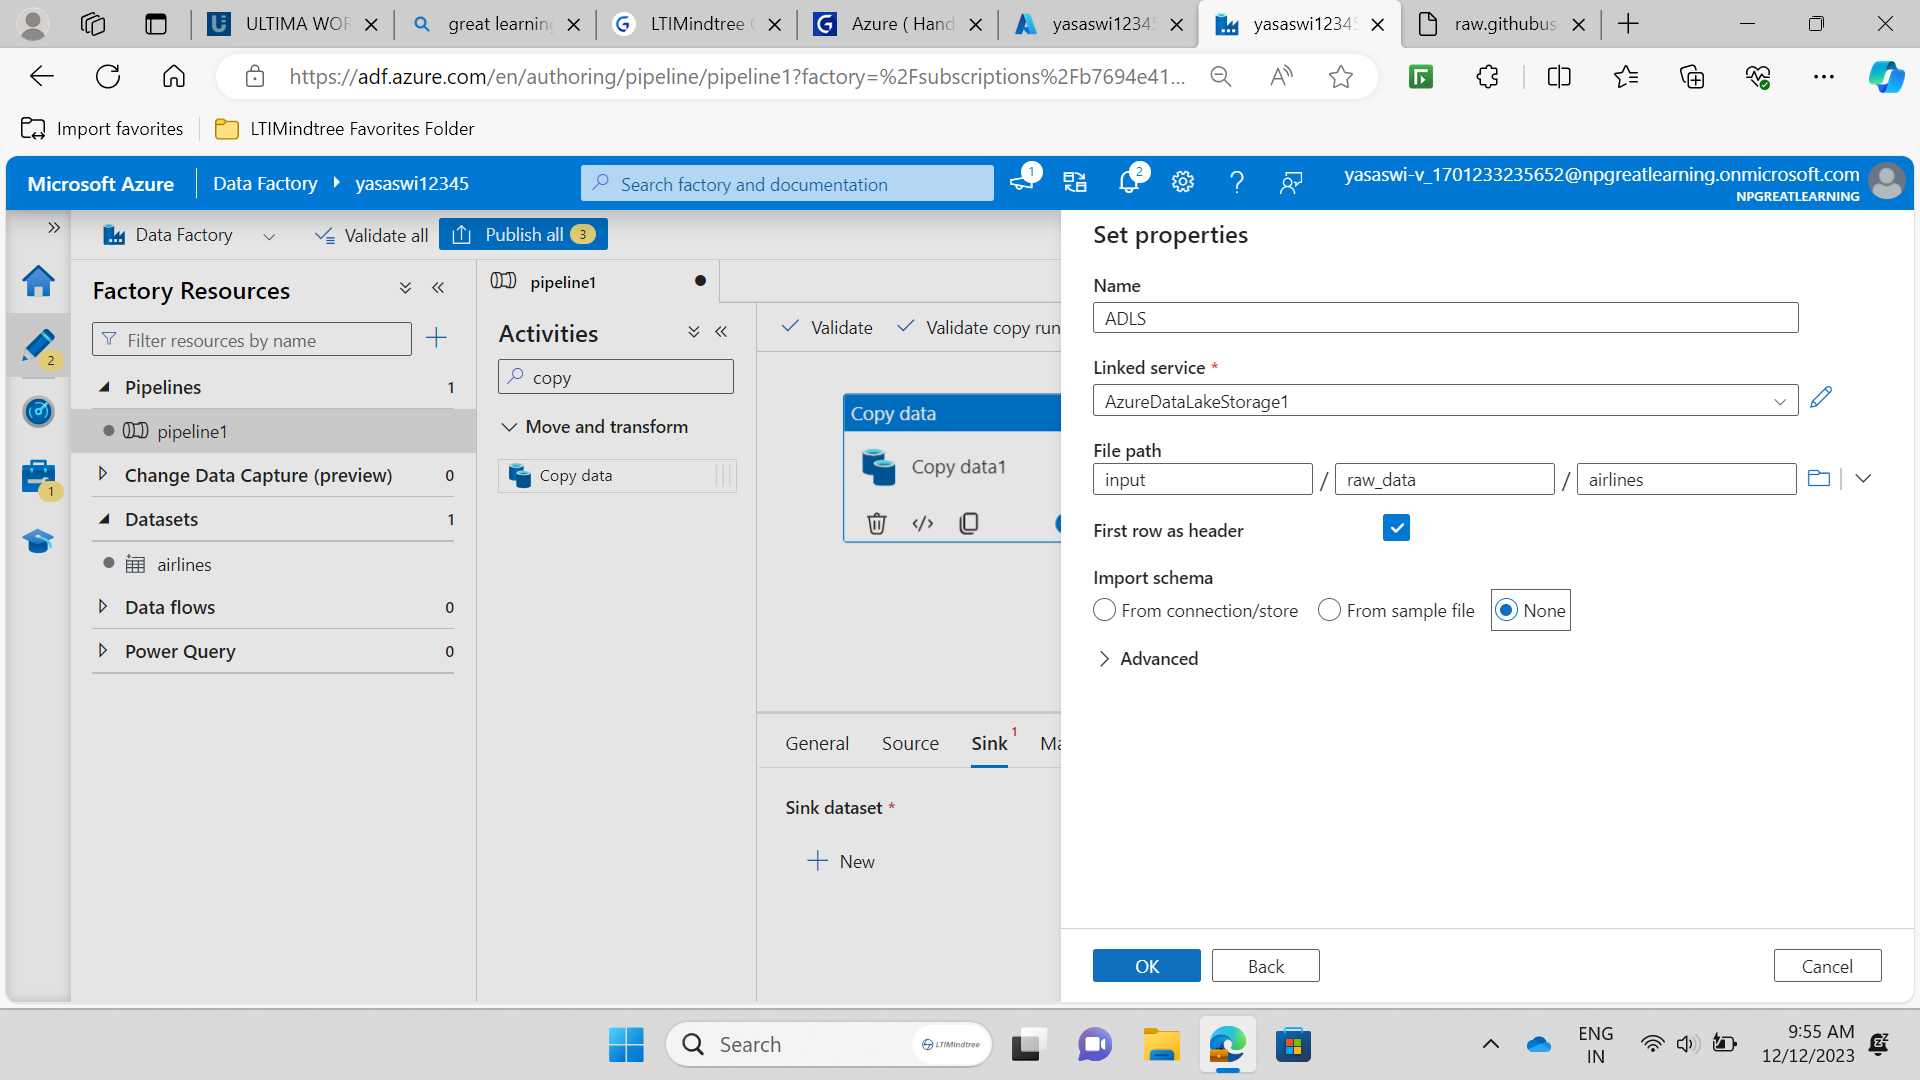 ULTIMA WOR
great learning
LTIMindtree
Azure ( Hand
yasaswi12345
yasaswi12345
raw.githubus
https://adf.azure.com/en/authoring/pipeline/pipeline1?factory=%2Fsubscriptions%2Fb7694e41...
Import favorites
LTIMindtree Favorites Folder
Microsoft Azure
Data Factory
yasaswi12345
Search factory and documentation
1
2
yasaswi-v_1701233235652@npgreatlearning.onmicrosoft.com
NPGREATLEARNING
Data Factory
Validate all
Publish all 3
2
1
Factory Resources
Filter resources by name
Pipelines 1
pipeline1
Change Data Capture (preview) 0
Datasets 1
airlines
Data flows 0
Power Query 0
pipeline1
Activities
copy
Move and transform
Copy data
Validate
Validate copy run
Copy data
Copy data1
General
Source
Sink 1
Ma
Sink dataset *
New
Set properties
Name
ADLS
Linked service *
AzureDataLakeStorage1
File path
input / raw_data / airlines
First row as header
Import schema
From connection/store
From sample file
None
Advanced
OK
Back
Cancel
Search
LTIMindtree
ENG
IN
9:55 AM
12/12/2023